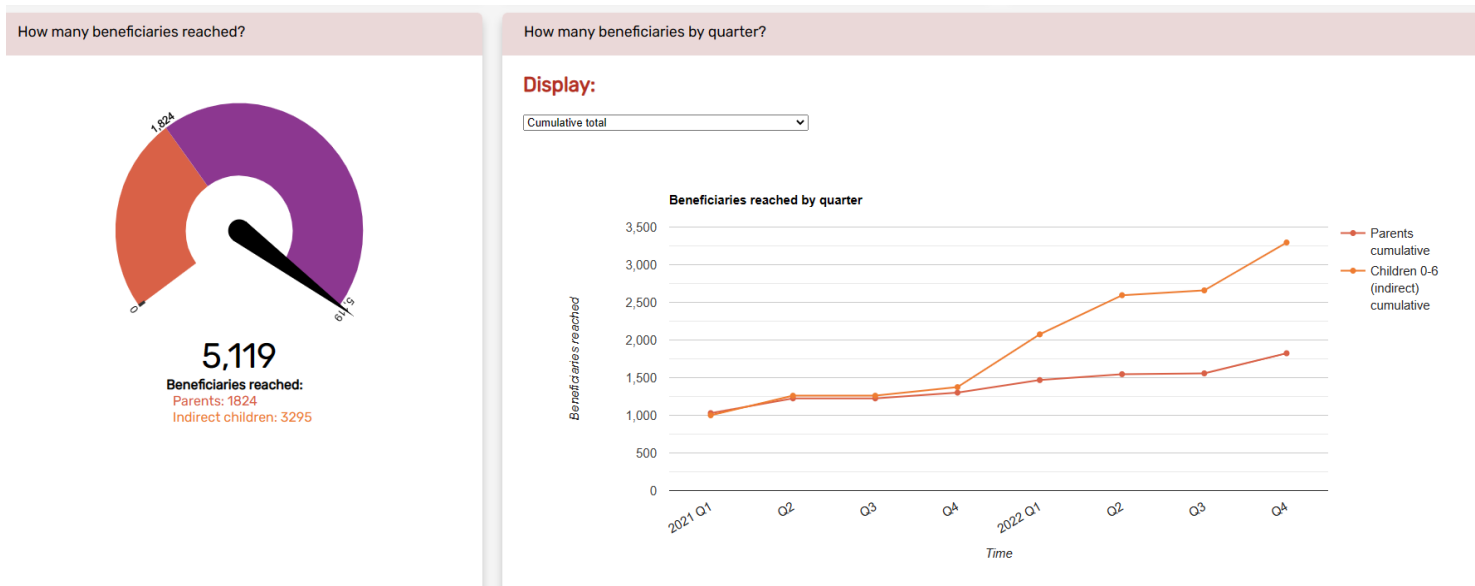 How many beneficiaries reached?
1,824
0
5,119
5,119
Beneficiaries reached:
Parents: 1824
Indirect children: 3295
How many beneficiaries by quarter?
Display:
Cumulative total
Beneficiaries reached by quarter
3,500
3,000
2,500
2,000
1,500
1,000
500
0
Beneficiaries reached
2021 Q1
Q2
Q3
Q4
2022 Q1
Q2
Q3
Q4
Time
Parents
cumulative
Children 0-6
(indirect)
cumulative